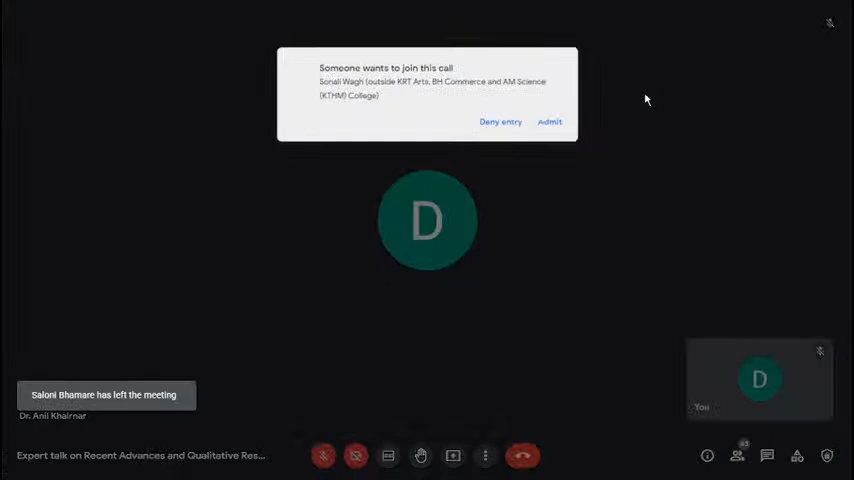 Someone wants to join this call
Sonali Wagh (outside KRT Arts, BH Commerce and AM Science
(KTHM) College)
Deny entry Admit
D
D
You
Saloni Bhamare has left the meeting
Dr. Anil Khairnar
Expert talk on Recent Advances and Qualitative Res...